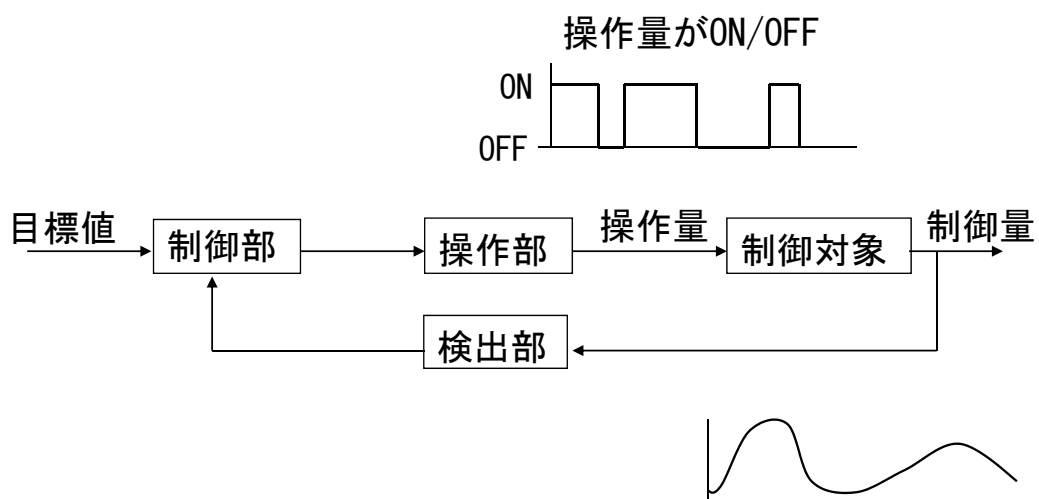 操作量がON/OFF
ON
OFF
目標値
制御部
操作部
操作量
制御対象
制御量
検出部